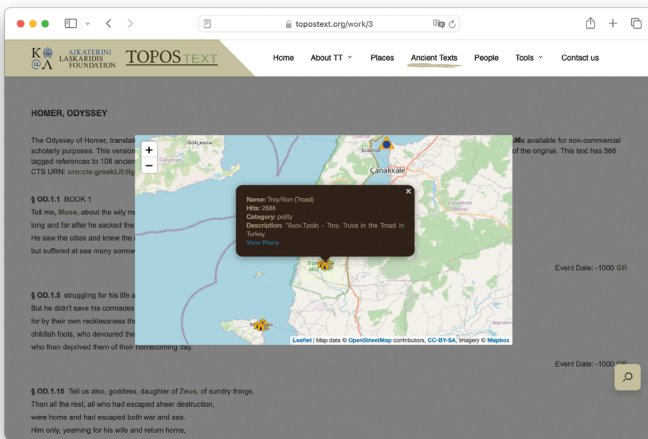 topostext.org/work/3
K@A AIKATERINI LASKARIDIS FOUNDATION TOPOS TEXT
Home About TT Places Ancient Texts People Tools Contact us
HOMER, ODYSSEY
The Odyssey of Homer, translat
e available for non-commercial
scholarly purposes. This version
of the original. This text has 566
tagged references to 108 ancien
CTS URN: urn:cts:greekLit:tlg
§ OD.1.1 BOOK 1
Tell me, Muse, about the wily m
long and far after he sacked the
He saw the cities and knew the
but suffered at sea many sorrow
Event Date: -1000 GR
§ OD.1.5 struggling for his life a
But he didn't save his comrades
for by their own recklessness the
childish fools, who devoured the
who then deprived them of their homecoming day.
Event Date: -1000 GR
§ OD.1.10 Tell us also, goddess, daughter of Zeus, of sundry things.
Then all the rest, all who had escaped sheer destruction,
were home and had escaped both war and sea.
Him only, yearning for his wife and return home,
+
−
Gökçeada
Çanakkale
Name: Troy/Ilion (Troad)
Hits: 2886
Category: polity
Description: Ἴλιον,Τροίη - Troy, Truva in the Troad in
Turkey
View Place
Leaflet | Map data © OpenStreetMap contributors, CC-BY-SA, Imagery © Mapbox